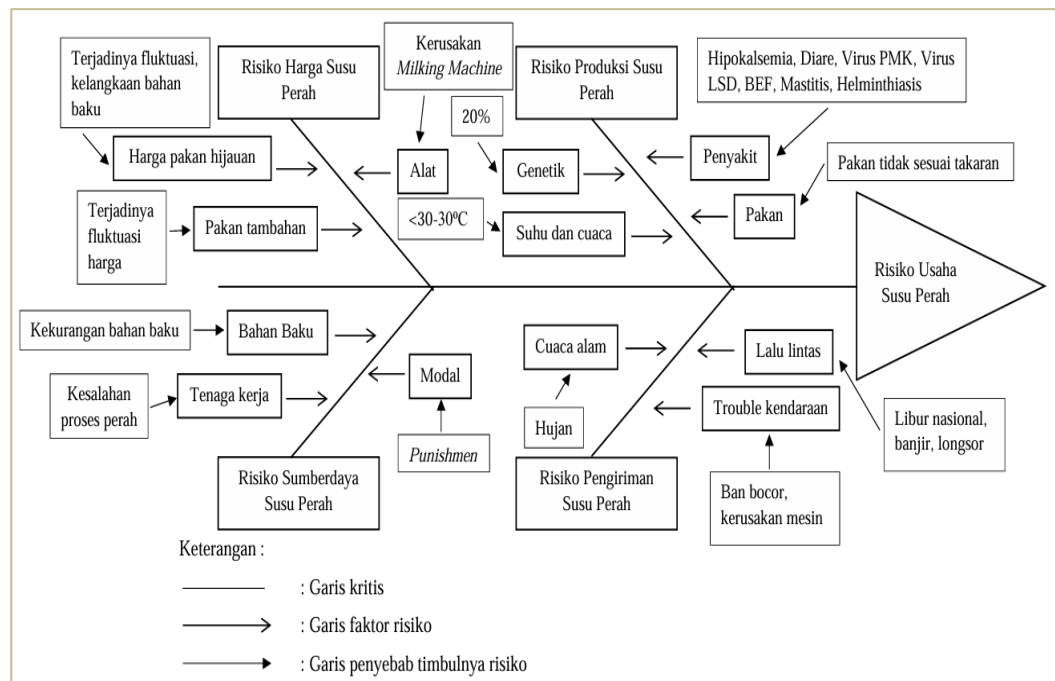 Terjadinya fluktuasi,
kelangkaan bahan
baku
Risiko Harga Susu
Perah
Kerusakan
Milking Machine
Risiko Produksi Susu
Perah
Hipokalsemia, Diare, Virus PMK, Virus
LSD, BEF, Mastitis, Helminthiasis
20%
Harga pakan hijauan
Alat
Genetik
Penyakit
Pakan tidak sesuai takaran
Terjadinya
fluktuasi
harga
Pakan tambahan
<30-30⁰C
Suhu dan cuaca
Pakan
Risiko Usaha
Susu Perah
Kekurangan bahan baku
Bahan Baku
Cuaca alam
Lalu lintas
Kesalahan
proses perah
Tenaga kerja
Modal
Trouble kendaraan
Libur nasional,
banjir, longsor
Hujan
Punishmen
Risiko Sumberdaya
Susu Perah
Risiko Pengiriman
Susu Perah
Ban bocor,
kerusakan mesin
Keterangan :
: Garis kritis
: Garis faktor risiko
: Garis penyebab timbulnya risiko